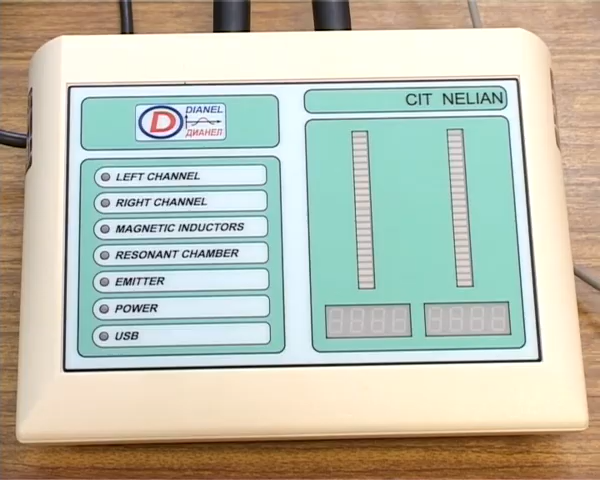 D
DIANEL
ДИАНЕЛ
CIT NELIAN
LEFT CHANNEL
RIGHT CHANNEL
MAGNETIC INDUCTORS
RESONANT CHAMBER
EMITTER
POWER
USB